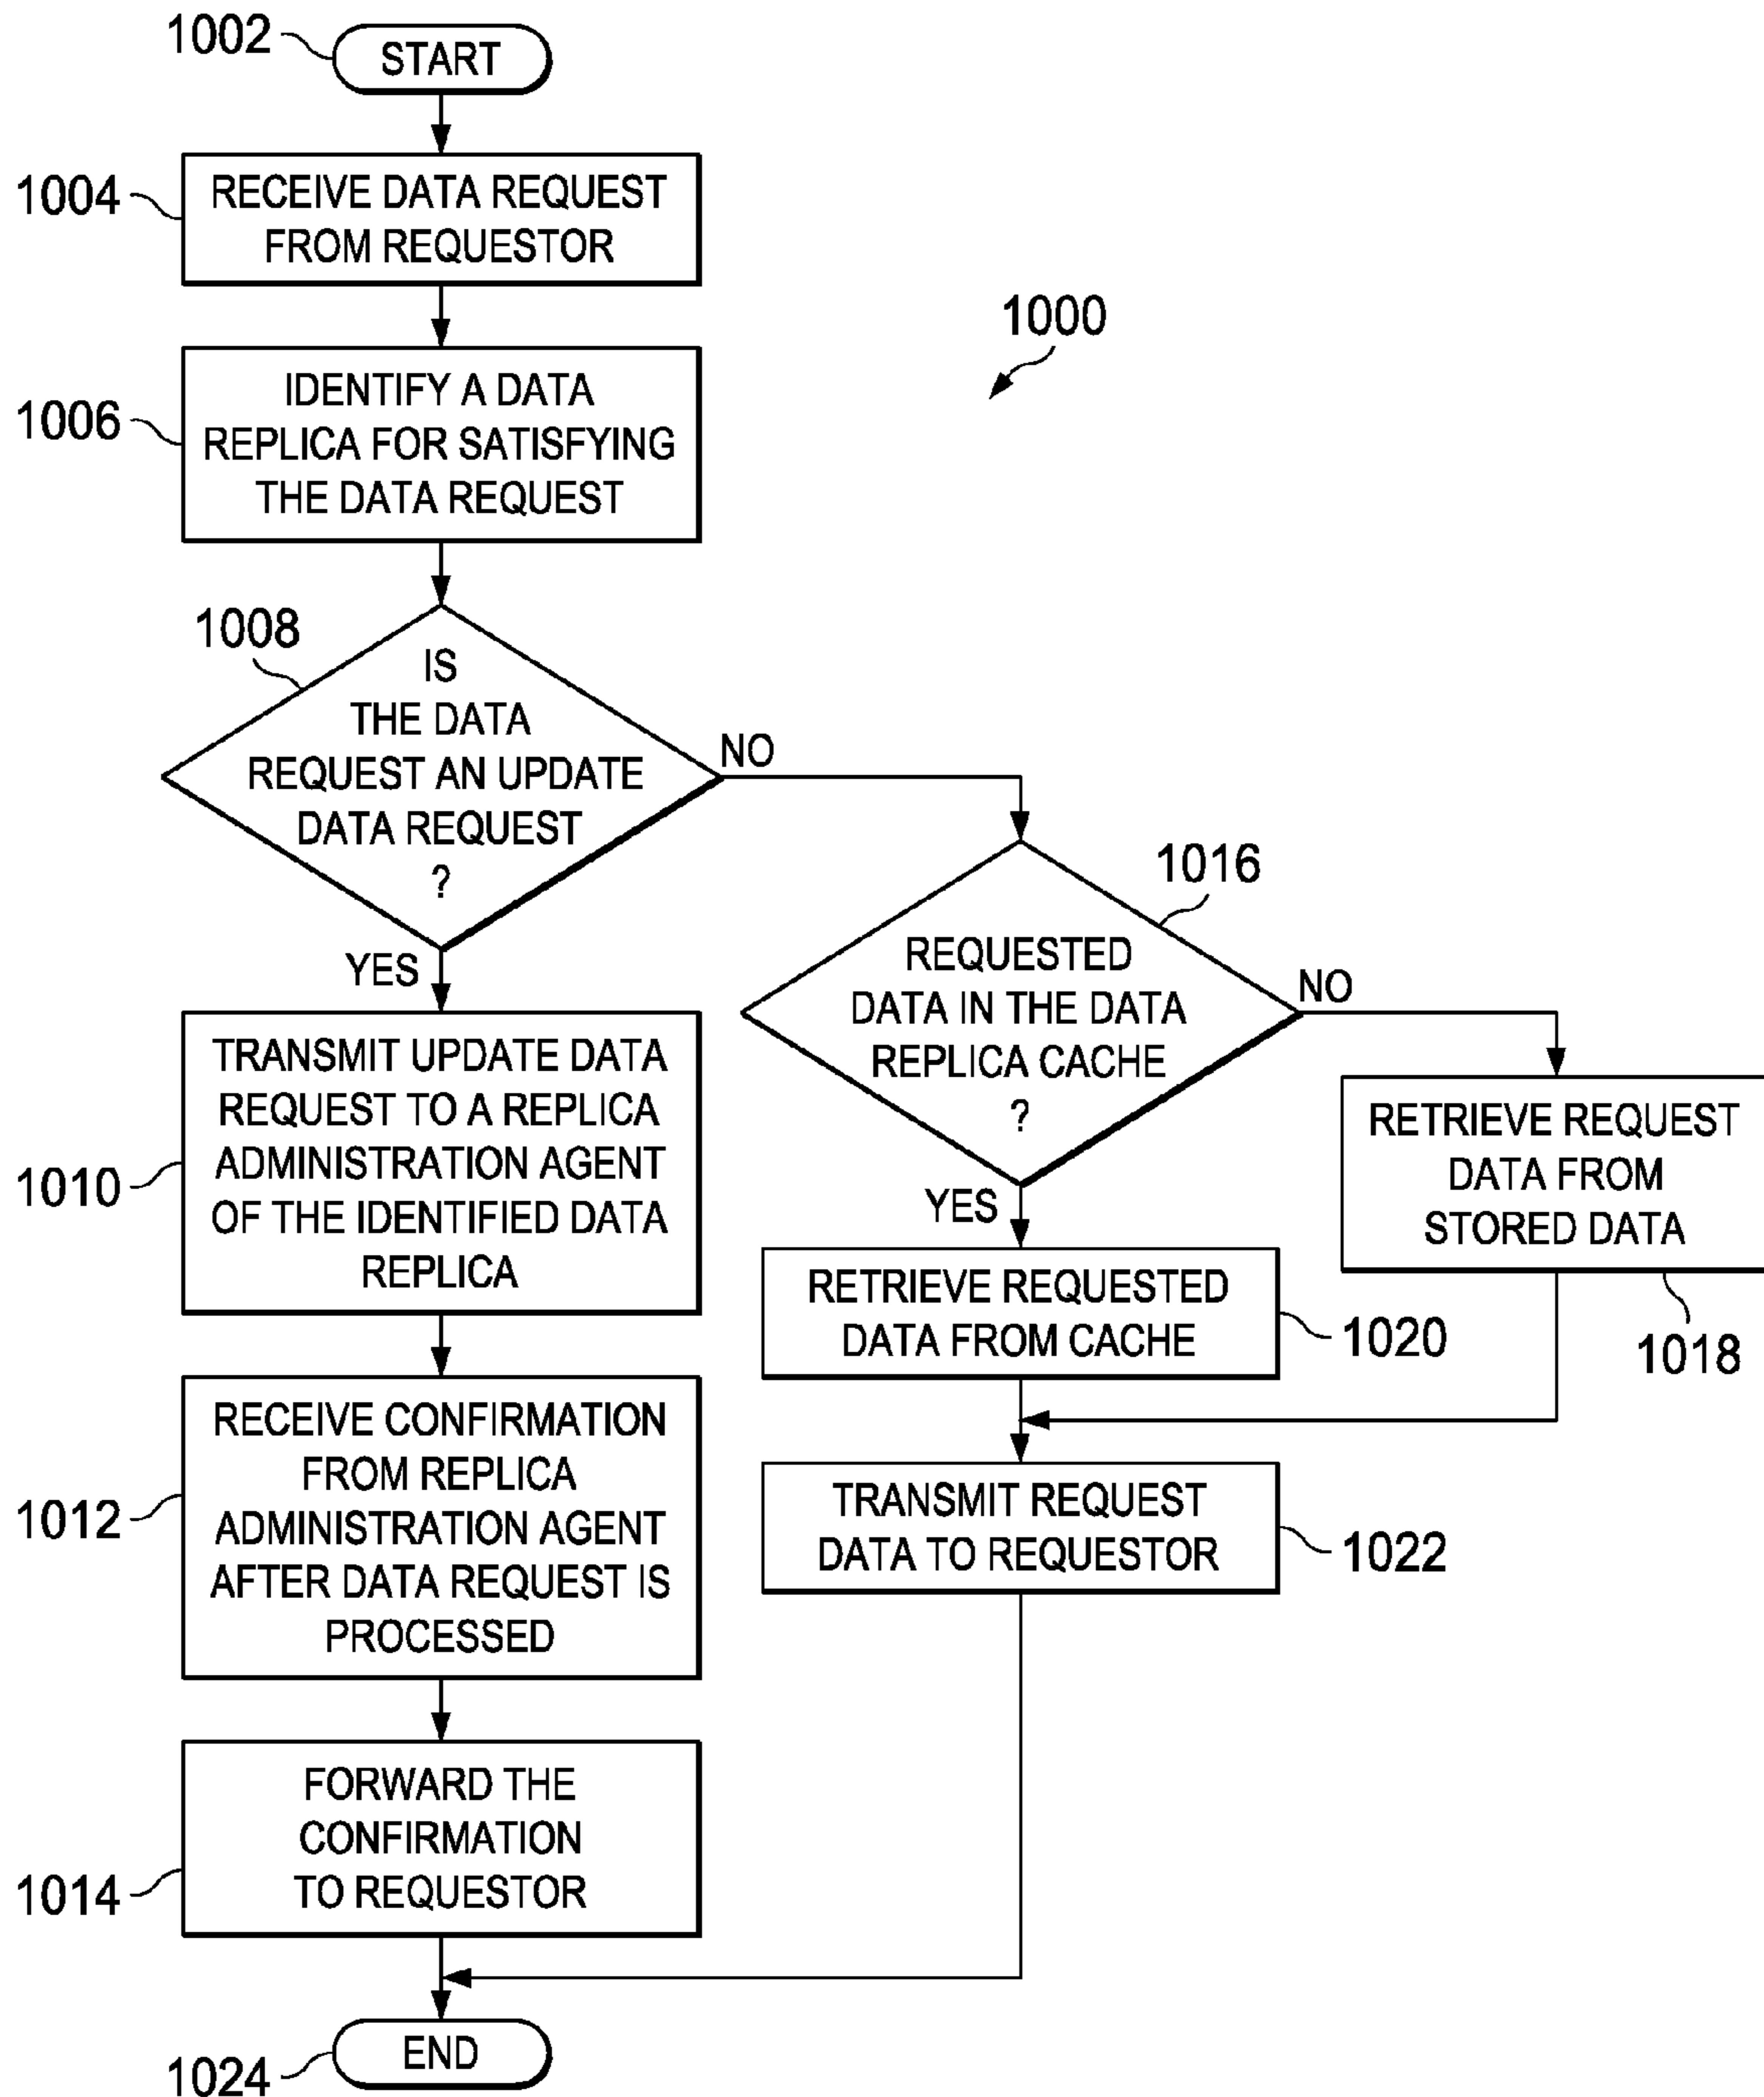 1002
START
1004
RECEIVE DATA REQUEST
FROM REQUESTOR
1000
1006
IDENTIFY A DATA
REPLICA FOR SATISFYING
THE DATA REQUEST
1008
IS
THE DATA
REQUEST AN UPDATE
DATA REQUEST
?
NO
YES
1010
TRANSMIT UPDATE DATA
REQUEST TO A REPLICA
ADMINISTRATION AGENT
OF THE IDENTIFIED DATA
REPLICA
1012
RECEIVE CONFIRMATION
FROM REPLICA
ADMINISTRATION AGENT
AFTER DATA REQUEST IS
PROCESSED
1014
FORWARD THE
CONFIRMATION
TO REQUESTOR
1016
REQUESTED
DATA IN THE DATA
REPLICA CACHE
?
NO
YES
RETRIEVE REQUEST
DATA FROM
STORED DATA
1018
RETRIEVE REQUESTED
DATA FROM CACHE
1020
TRANSMIT REQUEST
DATA TO REQUESTOR
1022
END
1024